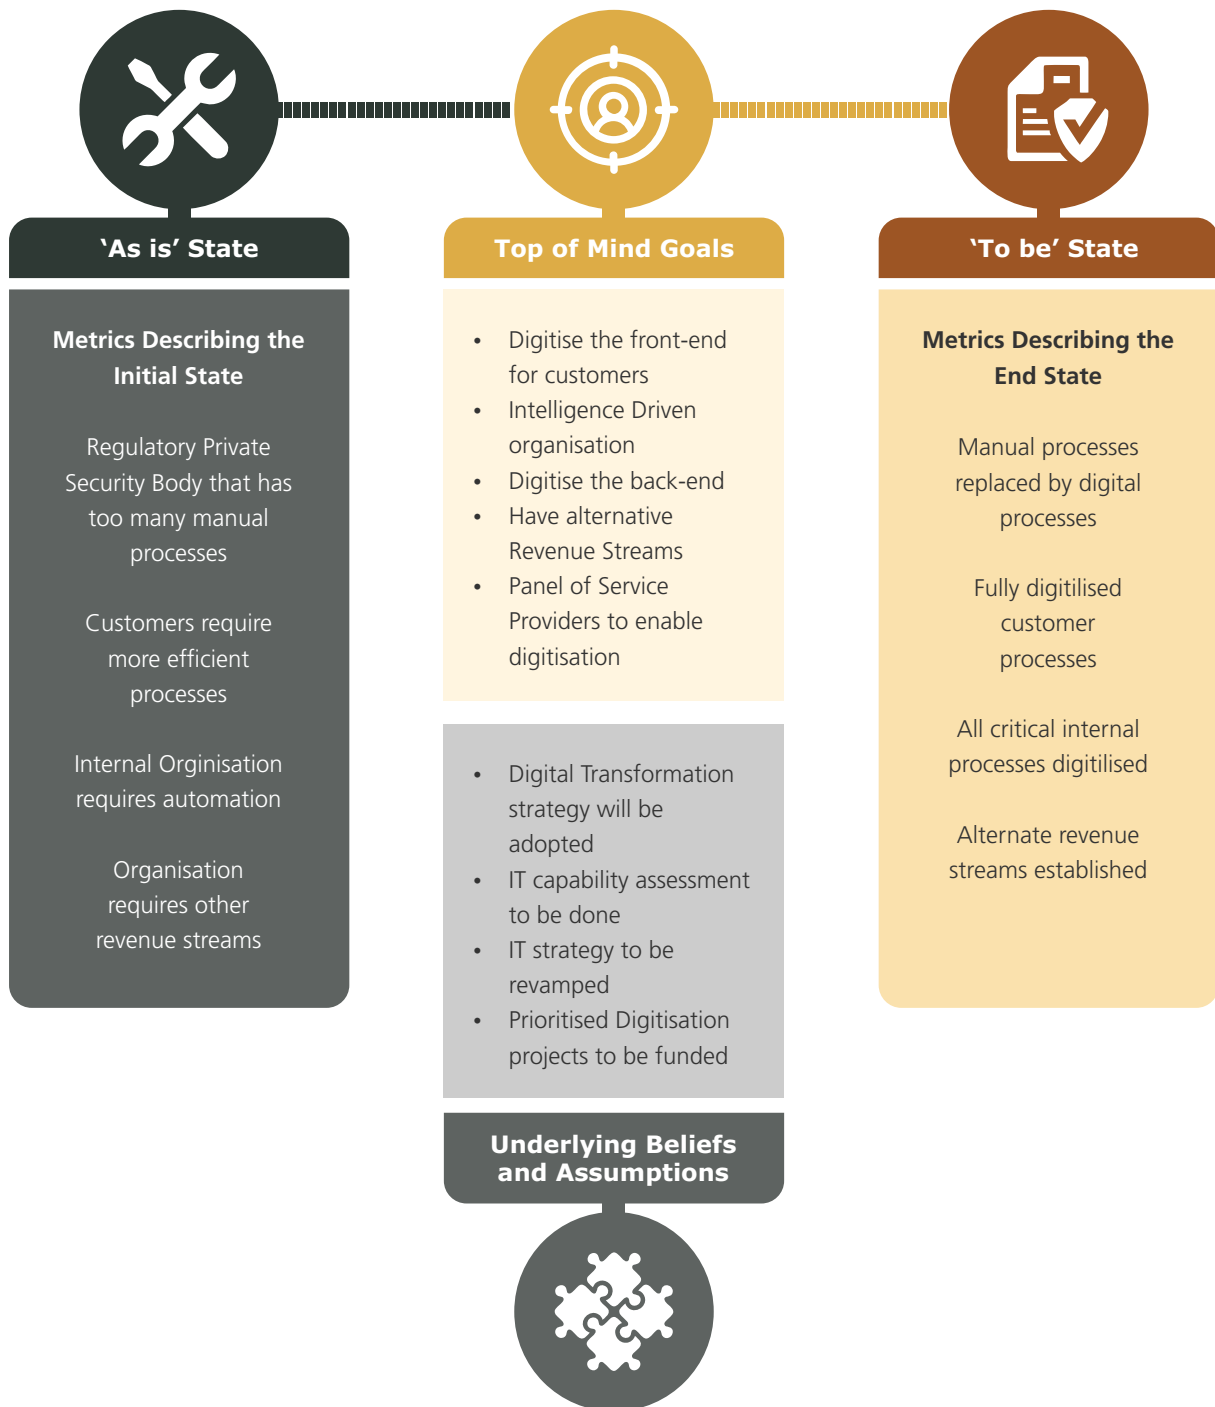 ‘As is’ State
Metrics Describing the
Initial State
Regulatory Private
Security Body that has
too many manual
processes
Customers require
more efficient
processes
Internal Orginisation
requires automation
Organisation
requires other
revenue streams
Top of Mind Goals
• Digitise the front-end
for customers
• Intelligence Driven
organisation
• Digitise the back-end
• Have alternative
Revenue Streams
• Panel of Service
Providers to enable
digitisation
• Digital Transformation
strategy will be
adopted
• IT capability assessment
to be done
• IT strategy to be
revamped
• Prioritised Digitisation
projects to be funded
Underlying Beliefs
and Assumptions
‘To be’ State
Metrics Describing the
End State
Manual processes
replaced by digital
processes
Fully digitilised
customer
processes
All critical internal
processes digitilised
Alternate revenue
streams established